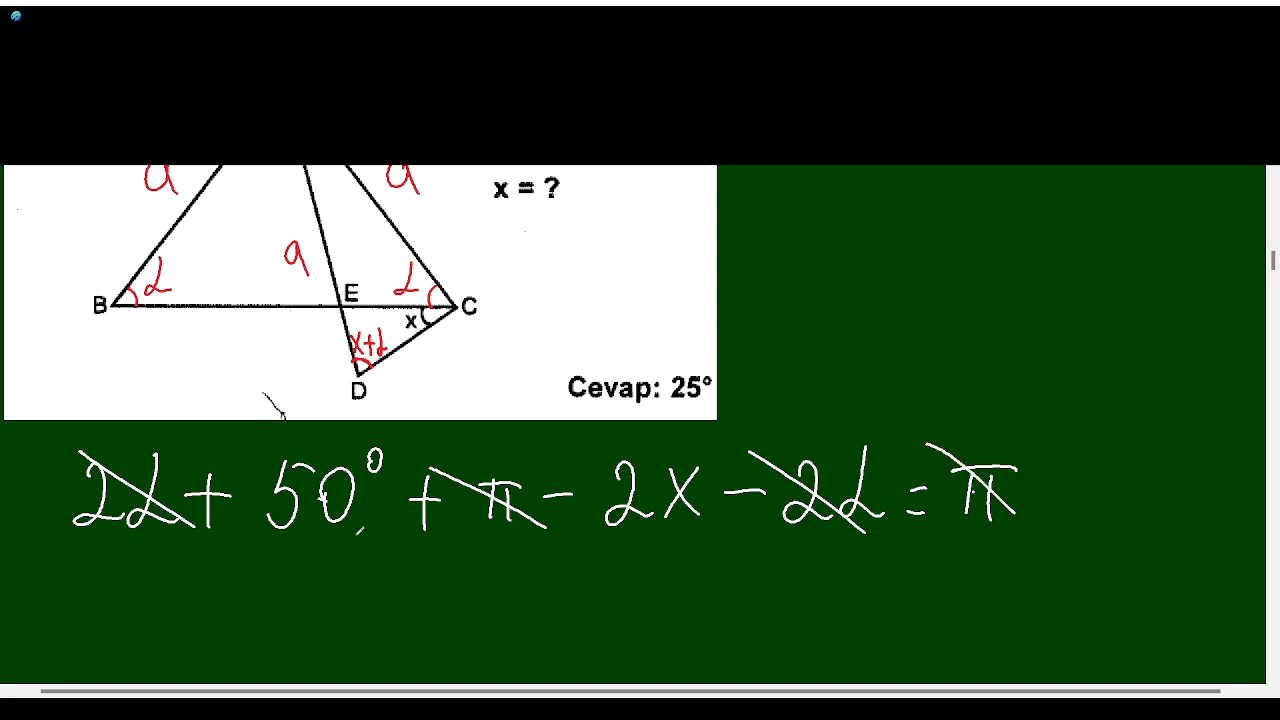 a a
x = ?
a
B α E α C
x
x+α
D
Cevap: 25°
2α + 50° + π - 2x - 2α = π